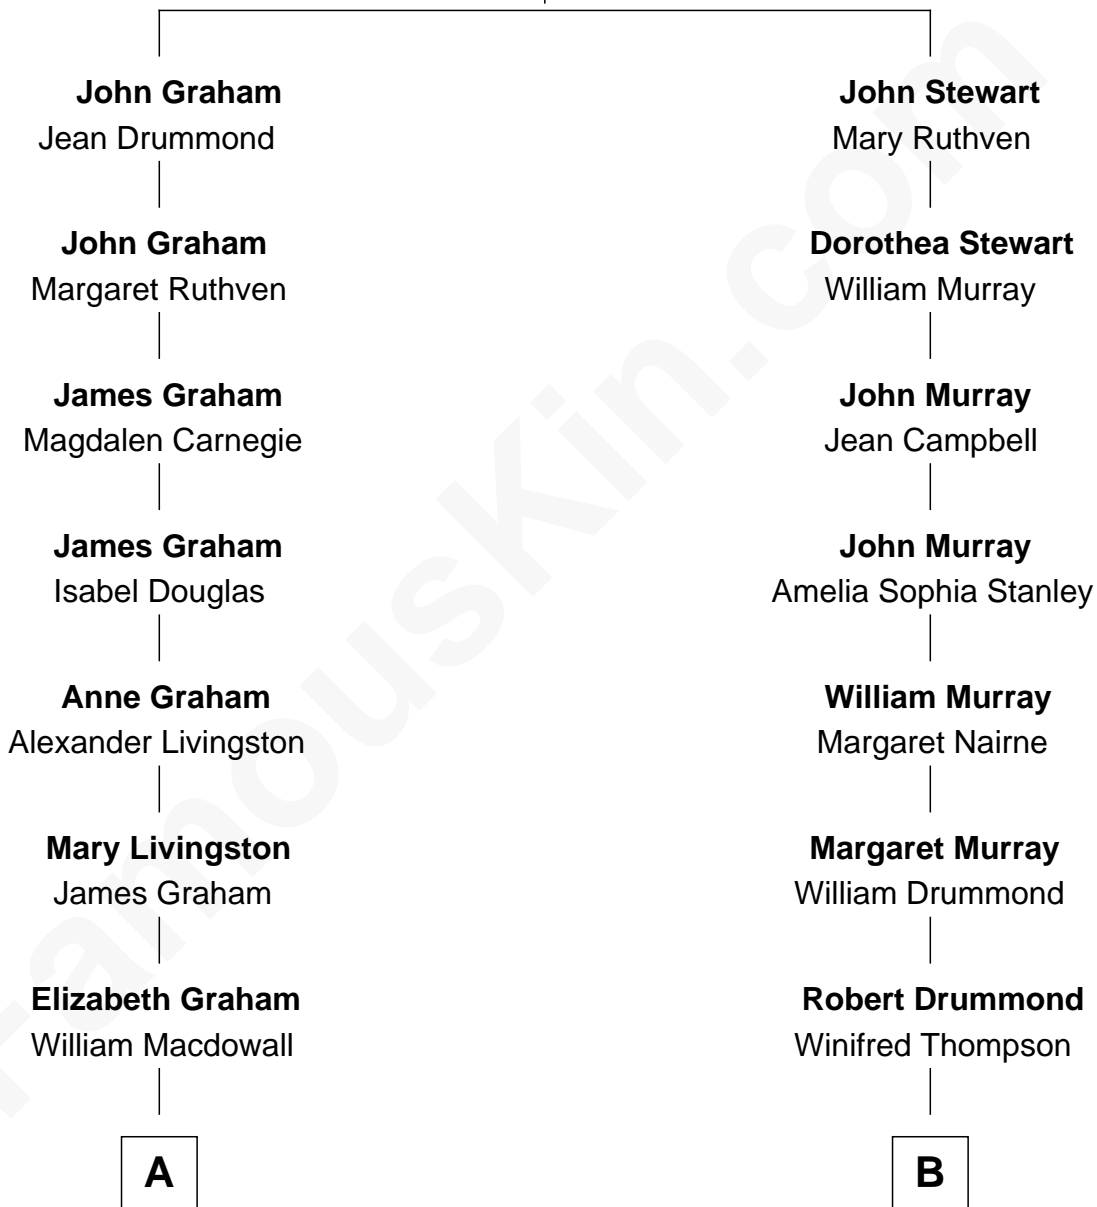 John Graham
Jean Drummond
John Graham
Margaret Ruthven
James Graham
Magdalen Carnegie
James Graham
Isabel Douglas
Anne Graham
Alexander Livingston
Mary Livingston
James Graham
Elizabeth Graham
William Macdowall
A
John Stewart
Mary Ruthven
Dorothea Stewart
William Murray
John Murray
Jean Campbell
John Murray
Amelia Sophia Stanley
William Murray
Margaret Nairne
Margaret Murray
William Drummond
Robert Drummond
Winifred Thompson
B
FamousKin.com